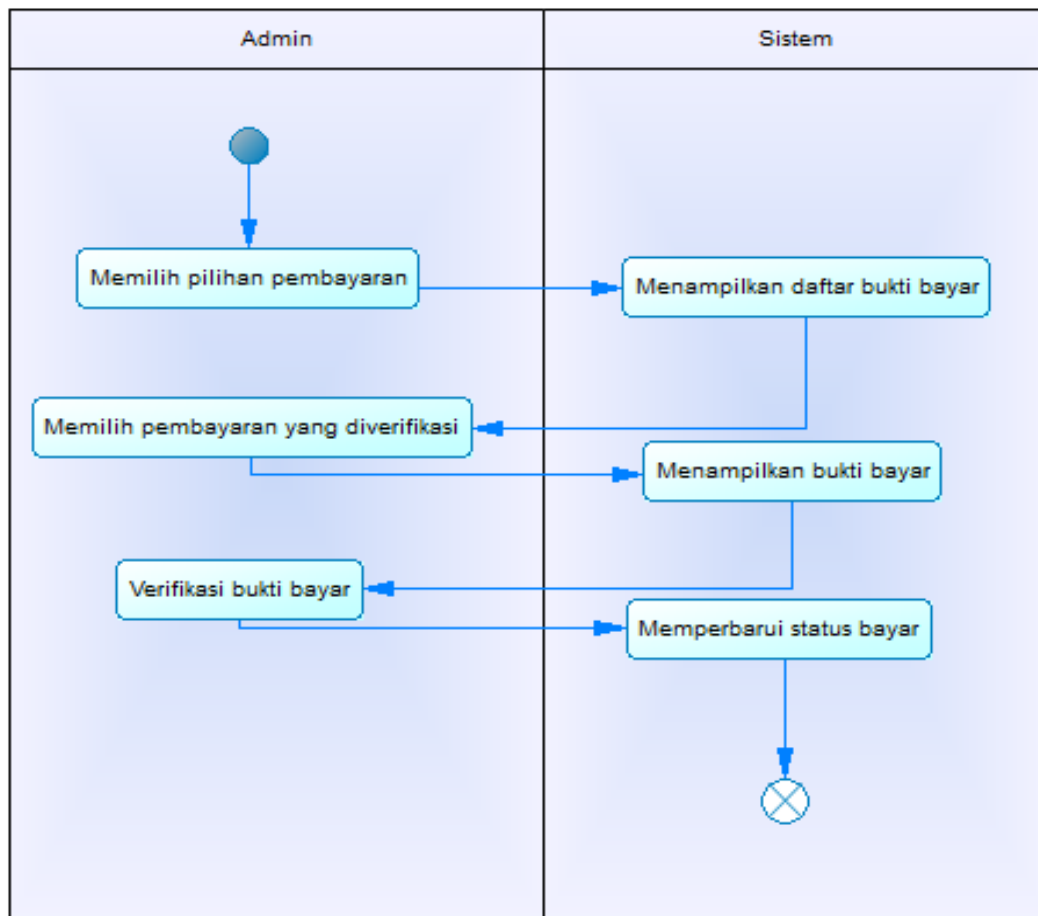 Admin
Sistem
Memilih pilihan pembayaran
Menampilkan daftar bukti bayar
Memilih pembayaran yang diverifikasi
Menampilkan bukti bayar
Verifikasi bukti bayar
Memperbarui status bayar